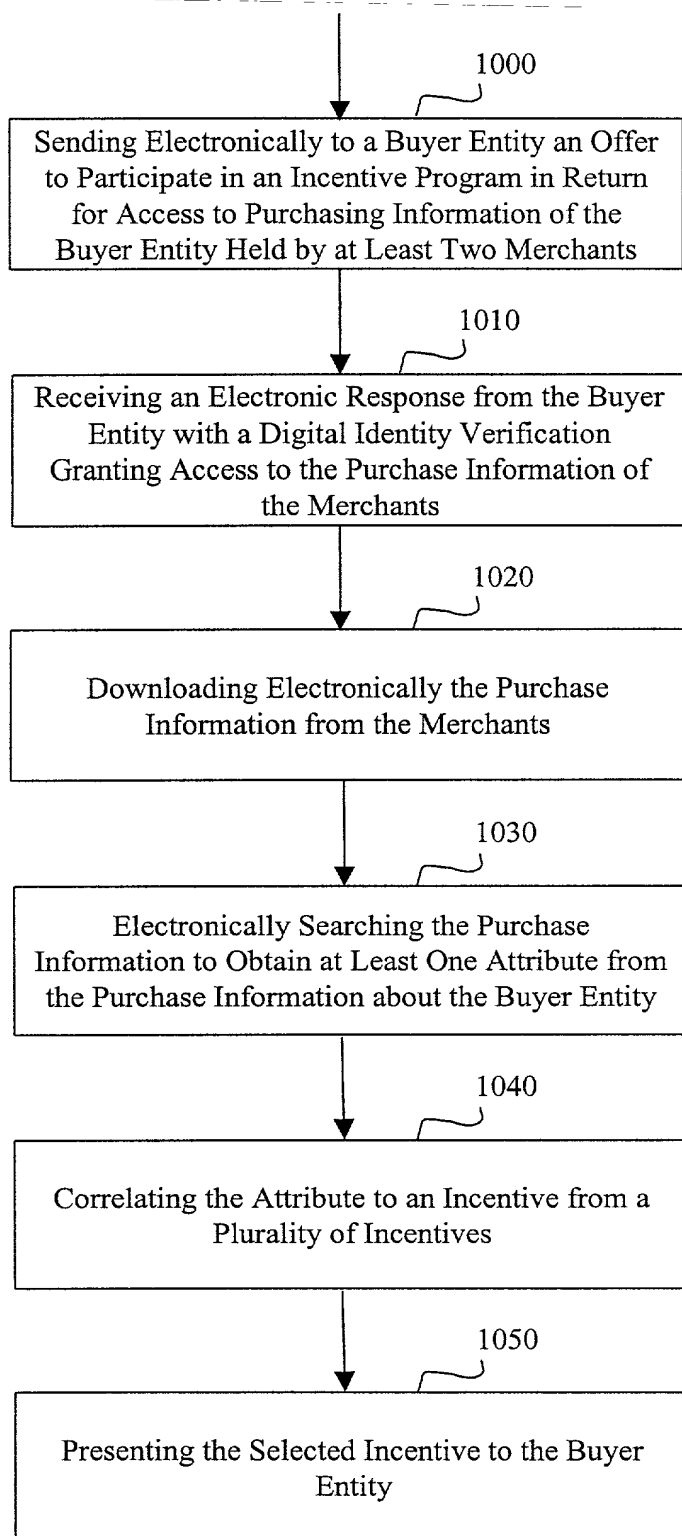 1000
Sending Electronically to a Buyer Entity an Offer
to Participate in an Incentive Program in Return
for Access to Purchasing Information of the
Buyer Entity Held by at Least Two Merchants
1010
Receiving an Electronic Response from the Buyer
Entity with a Digital Identity Verification
Granting Access to the Purchase Information of
the Merchants
1020
Downloading Electronically the Purchase
Information from the Merchants
1030
Electronically Searching the Purchase
Information to Obtain at Least One Attribute from
the Purchase Information about the Buyer Entity
1040
Correlating the Attribute to an Incentive from a
Plurality of Incentives
1050
Presenting the Selected Incentive to the Buyer
Entity